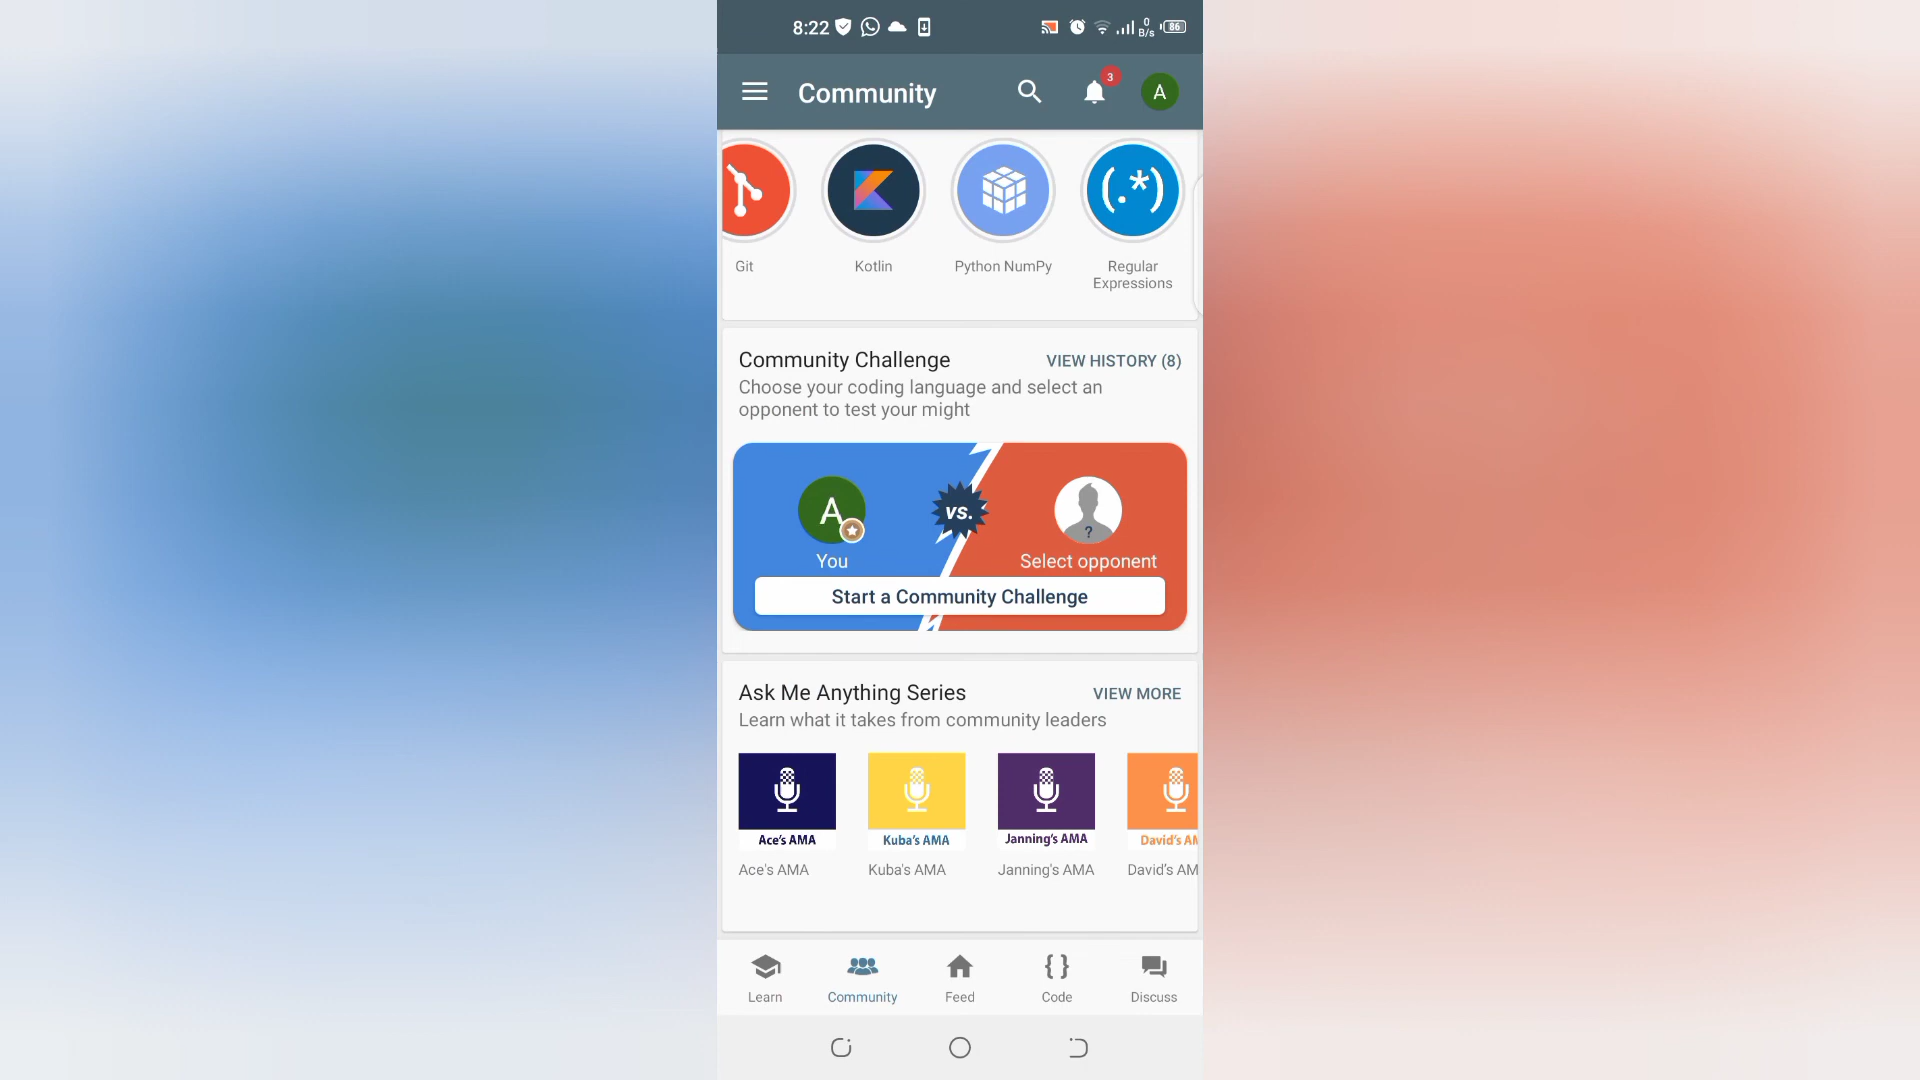 8:22
0
B/s
86
Community
3
A
(.*)
Git
Kotlin
Python NumPy
Regular
Expressions
Community Challenge
VIEW HISTORY (8)
Choose your coding language and select an
opponent to test your might
A
vs.
?
You
Select opponent
Start a Community Challenge
Ask Me Anything Series
VIEW MORE
Learn what it takes from community leaders
Ace's AMA
Kuba's AMA
Janning's AMA
David's AM
Ace's AMA
Kuba's AMA
Janning's AMA
David's AM
Learn
Community
Feed
{ }
Code
Discuss